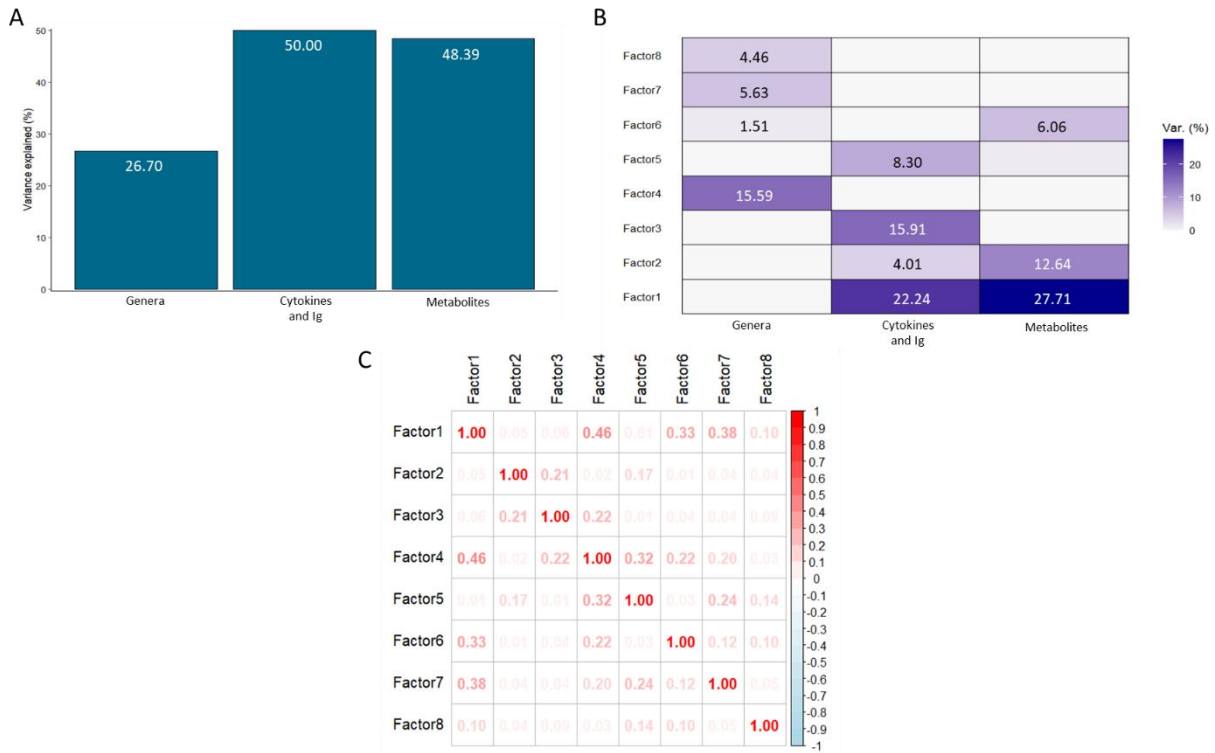 A
Variance explained (%)
50
40
30
20
10
0
26.70
50.00
48.39
Genera
Cytokines
and Ig
Metabolites
B
Factor8 4.46
Factor7 5.63
Factor6 1.51 6.06
Factor5 8.30
Factor4 15.59
Factor3 15.91
Factor2 4.01 12.64
Factor1 22.24 27.71
Genera
Cytokines
and Ig
Metabolites
Var. (%)
20
10
0
C
Factor1 Factor2 Factor3 Factor4 Factor5 Factor6 Factor7 Factor8
Factor1 1.00 0.05 0.06 0.46 0.01 0.33 0.38 0.10
Factor2 0.05 1.00 0.21 0.02 0.17 0.01 0.04 0.04
Factor3 0.06 0.21 1.00 0.22 0.01 0.04 0.04 0.09
Factor4 0.46 0.02 0.22 1.00 0.32 0.22 0.20 0.03
Factor5 0.01 0.17 0.01 0.32 1.00 0.03 0.24 0.14
Factor6 0.33 0.01 0.04 0.22 0.03 1.00 0.12 0.10
Factor7 0.38 0.04 0.04 0.20 0.24 0.12 1.00 0.05
Factor8 0.10 0.04 0.09 0.03 0.14 0.10 0.05 1.00
1
0.9
0.8
0.7
0.6
0.5
0.4
0.3
0.2
0.1
0
-0.1
-0.2
-0.3
-0.4
-0.5
-0.6
-0.7
-0.8
-0.9
-1